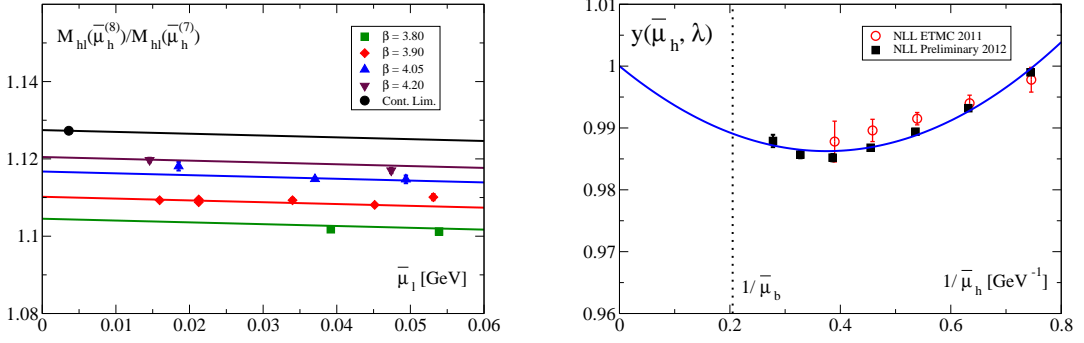 M_hl(μ̅_h^(8))/M_hl(μ̅_h^(7))
β = 3.80
β = 3.90
β = 4.05
β = 4.20
Cont. Lim.
1.14
1.12
1.1
1.08
0 0.01 0.02 0.03 0.04 0.05 0.06
μ̅_l [GeV]
y(μ̅_h, λ)
NLL ETMC 2011
NLL Preliminary 2012
1.01
1
0.99
0.98
0.97
0.96
1/μ̅_b
1/μ̅_h [GeV^-1]
0 0.2 0.4 0.6 0.8